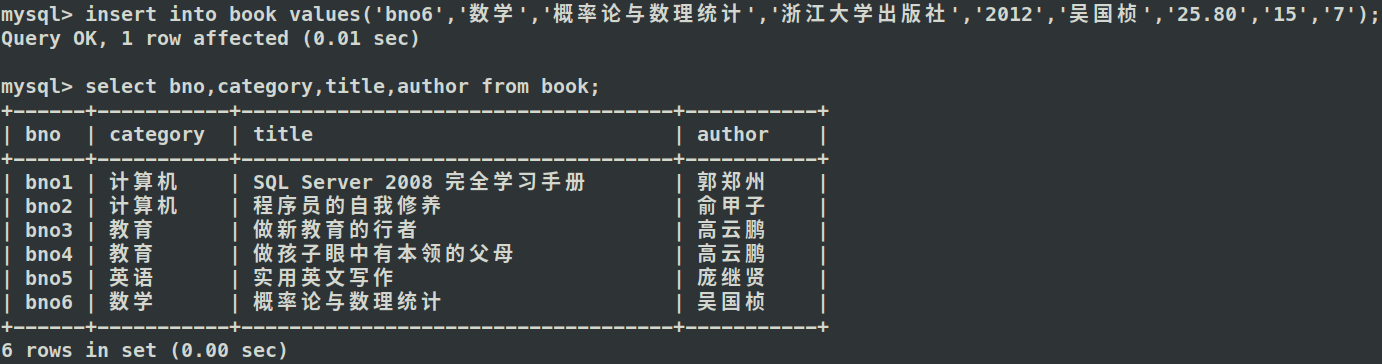 mysql> insert into book values('bno6','数学','概率论与数理统计','浙江大学出版社','2012','吴国桢','25.80','15','7');
Query OK, 1 row affected (0.01 sec)
mysql> select bno,category,title,author from book;
+------+-----------+------------------------------------+-----------+
| bno  | category  | title                              | author    |
+------+-----------+------------------------------------+-----------+
| bno1 | 计算机    | SQL Server 2008 完全学习手册       | 郭郑州    |
| bno2 | 计算机    | 程序员的自我修养                   | 俞甲子    |
| bno3 | 教育      | 做新教育的行者                     | 高云鹏    |
| bno4 | 教育      | 做孩子眼中有本领的父母             | 高云鹏    |
| bno5 | 英语      | 实用英文写作                       | 庞继贤    |
| bno6 | 数学      | 概率论与数理统计                   | 吴国桢    |
+------+-----------+------------------------------------+-----------+
6 rows in set (0.00 sec)